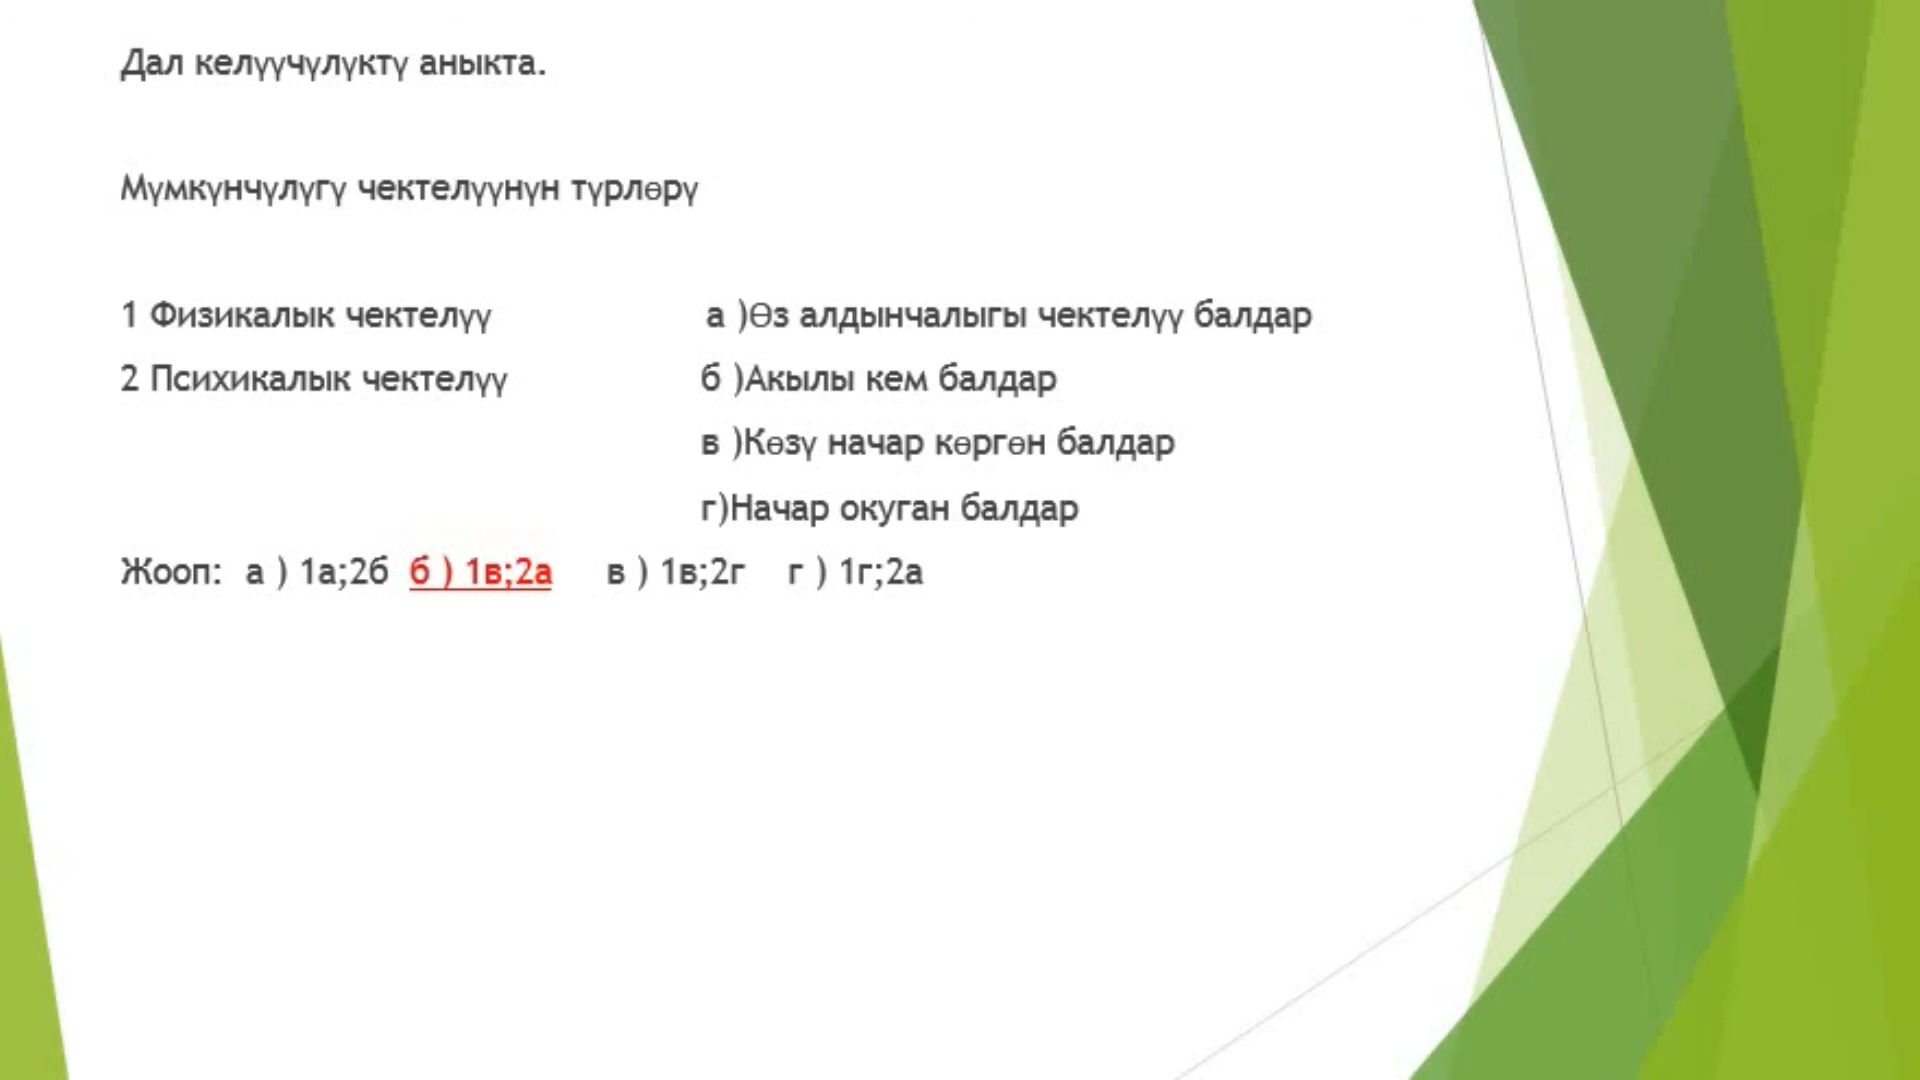 Дал келүүчүлүктү аныкта.
Мүмкүнчүлүгү чектелүүнүн түрлөрү
1 Физикалык чектелүү а )Өз алдынчалыгы чектелүү балдар
2 Психикалык чектелүү б )Акылы кем балдар
в )Көзү начар көргөн балдар
г)Начар окуган балдар
Жооп: а ) 1а;2б б ) 1в;2а в ) 1в;2г г ) 1г;2а